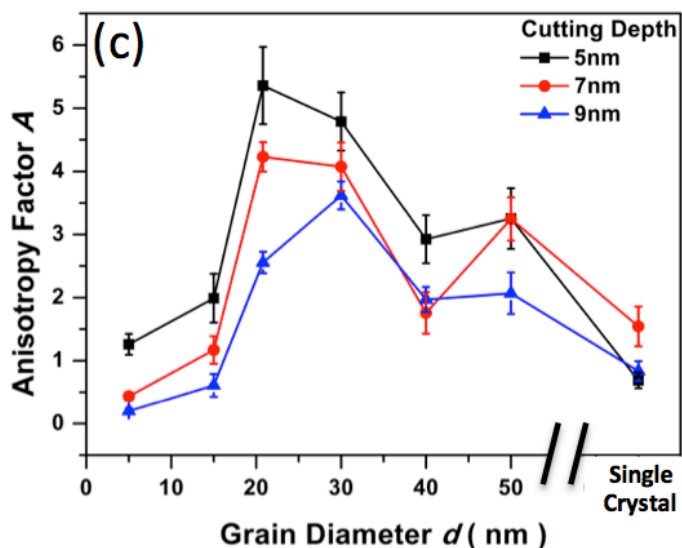 (c)
Cutting Depth
5nm
7nm
9nm
Anisotropy Factor A
6
5
4
3
2
1
0
0
10
20
30
40
50
Single
Crystal
Grain Diameter d ( nm )